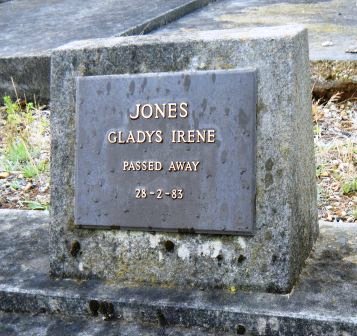 JONES
GLADYS IRENE
PASSED AWAY
28-2-83